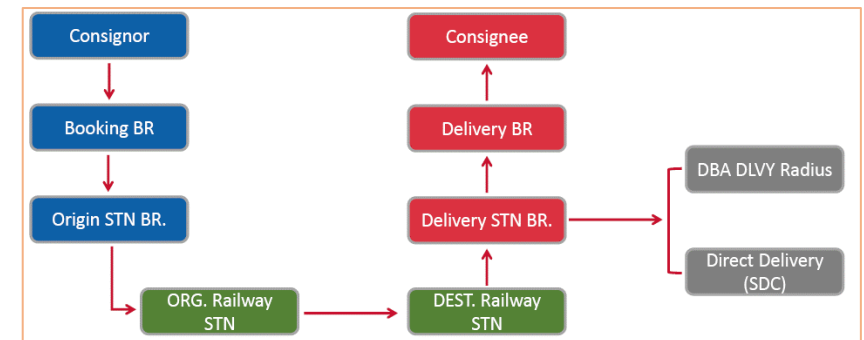 Consignor
Booking BR
Origin STN BR.
ORG. Railway
STN
DEST. Railway
STN
Delivery STN BR.
Delivery BR
Consignee
DBA DLVY Radius
Direct Delivery
(SDC)